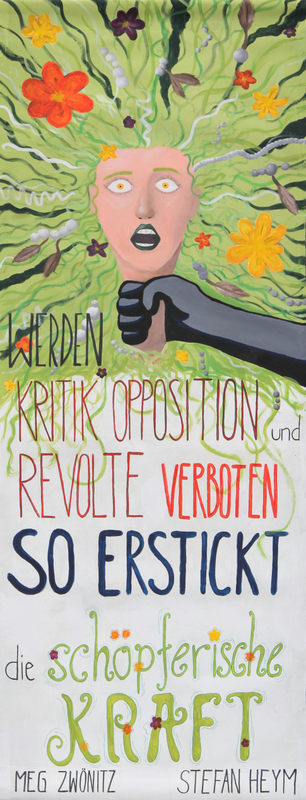 WERDEN
KRITIK OPPOSITION und
REVOLTE VERBOTEN
SO ERSTICKT
die schöpferische
KRAFT
MEG ZWÖNITZ STEFAN HEYM